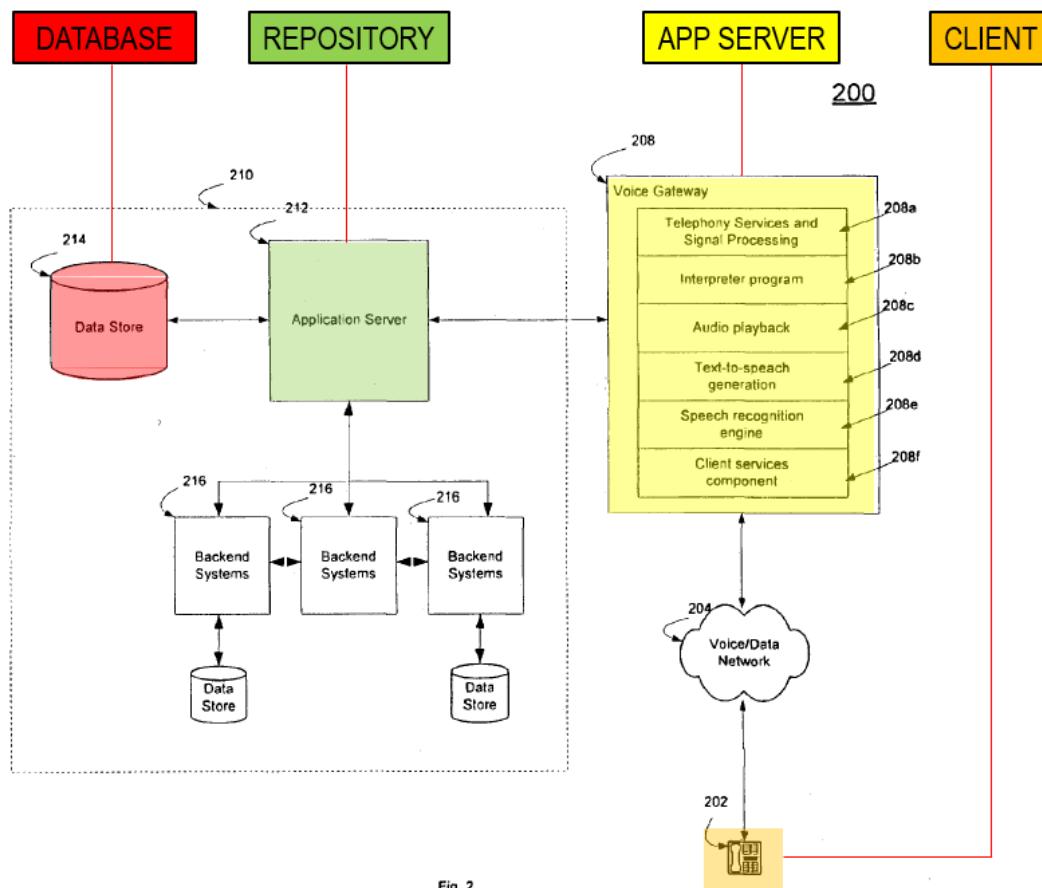 DATABASE
REPOSITORY
APP SERVER
CLIENT
200
208
Voice Gateway
210
212
214
Telephony Services and
Signal Processing
208a
Interpreter program
208b
Data Store
Application Server
Audio playback
208c
Text-to-speach
generation
208d
Speech recognition
engine
208e
Client services
component
208f
216
216
216
Backend
Systems
Backend
Systems
Backend
Systems
204
Voice/Data
Network
Data
Store
Data
Store
202
Fig. 2